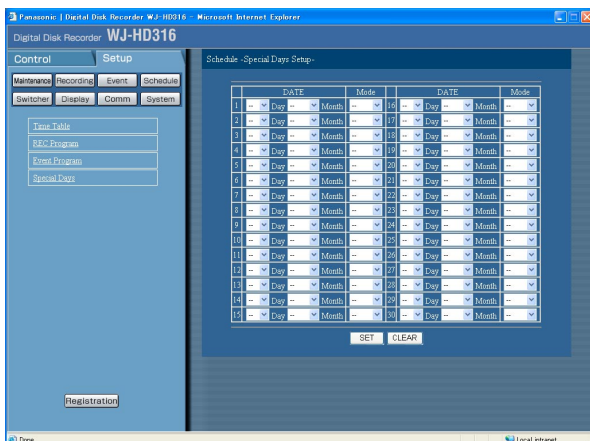 Panasonic | Digital Disk Recorder WJ-HD316 - Microsoft Internet Explorer
Digital Disk Recorder WJ-HD316
Control Setup
Maintenance Recording Event Schedule
Switcher Display Comm System
Time Table
REC Program
Event Program
Special Days
Registration
Schedule -Special Days Setup-
DATE Mode DATE Mode
1 -- Day -- Month -- 16 -- Day -- Month --
2 -- Day -- Month -- 17 -- Day -- Month --
3 -- Day -- Month -- 18 -- Day -- Month --
4 -- Day -- Month -- 19 -- Day -- Month --
5 -- Day -- Month -- 20 -- Day -- Month --
6 -- Day -- Month -- 21 -- Day -- Month --
7 -- Day -- Month -- 22 -- Day -- Month --
8 -- Day -- Month -- 23 -- Day -- Month --
9 -- Day -- Month -- 24 -- Day -- Month --
10 -- Day -- Month -- 25 -- Day -- Month --
11 -- Day -- Month -- 26 -- Day -- Month --
12 -- Day -- Month -- 27 -- Day -- Month --
13 -- Day -- Month -- 28 -- Day -- Month --
14 -- Day -- Month -- 29 -- Day -- Month --
15 -- Day -- Month -- 30 -- Day -- Month --
SET CLEAR
Done Local intranet